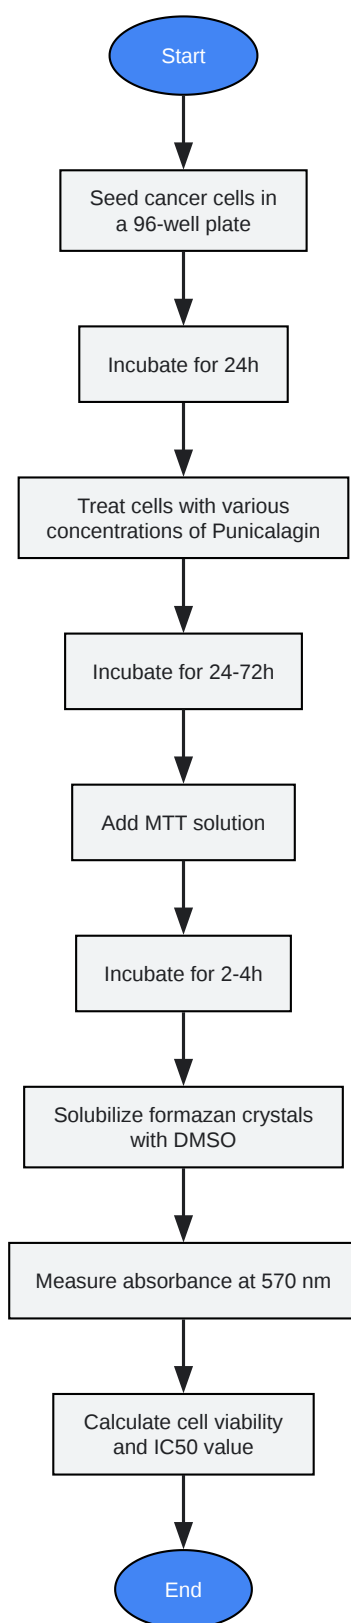 Start
Seed cancer cells in
a 96-well plate
Incubate for 24h
Treat cells with various
concentrations of Punicalagin
Incubate for 24-72h
Add MTT solution
Incubate for 2-4h
Solubilize formazan crystals
with DMSO
Measure absorbance at 570 nm
Calculate cell viability
and IC50 value
End